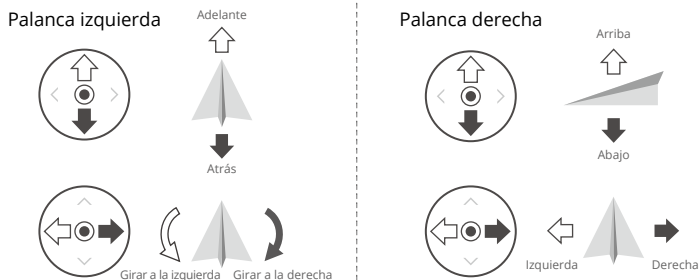 Palanca izquierda
Adelante
Atrás
Girar a la izquierda
Girar a la derecha
Palanca derecha
Arriba
Abajo
Izquierda
Derecha